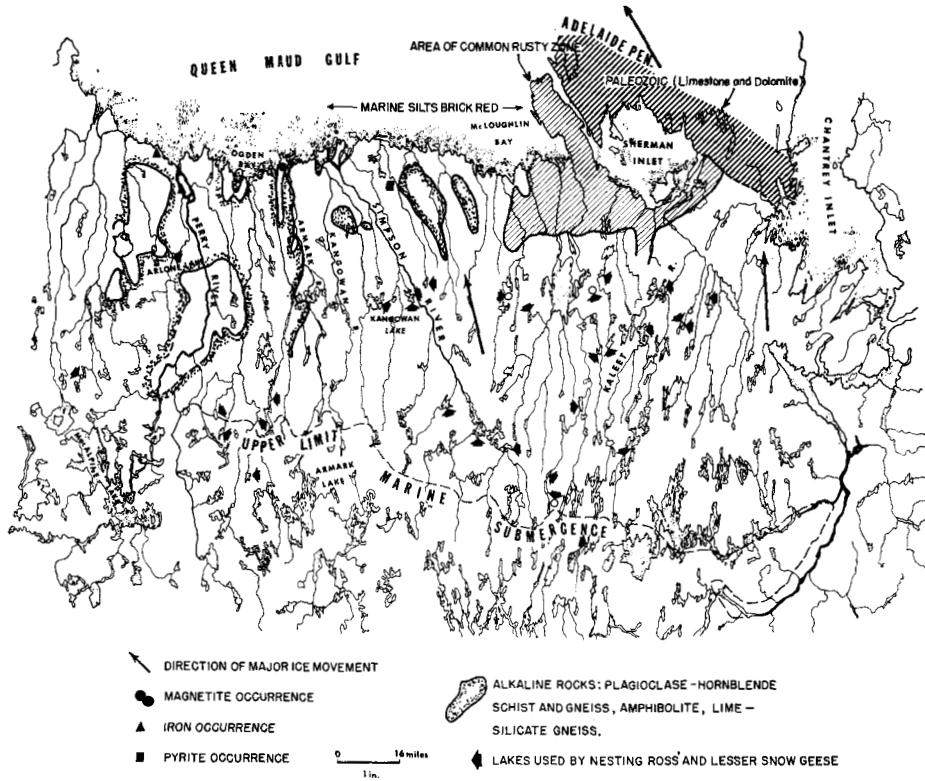 QUEEN MAUD GULF
ADELAIDE PEN.
AREA OF COMMON RUSTY ZONE
PALEOZOIC (Limestone and Dolomite)
MARINE SILTS BRICK RED
McLOUGHLIN
BAY
SHERMAN
INLET
CHANTREY INLET
OGDEN BAY
PERRY
RIVER
ARMARK
KANGOWAN
SIMPSON
RIVER
KANGOWAN
LAKE
KALEET R.
UPPER LIMIT
ARMARK
LAKE
MARINE
SUBMERGENCE
DIRECTION OF MAJOR ICE MOVEMENT
MAGNETITE OCCURRENCE
IRON OCCURRENCE
PYRITE OCCURRENCE
0 16 miles
1 in.
ALKALINE ROCKS: PLAGIOCLASE-HORNBLENDE
SCHIST AND GNEISS, AMPHIBOLITE, LIME-
SILICATE GNEISS.
LAKES USED BY NESTING ROSS' AND LESSER SNOW GEESE